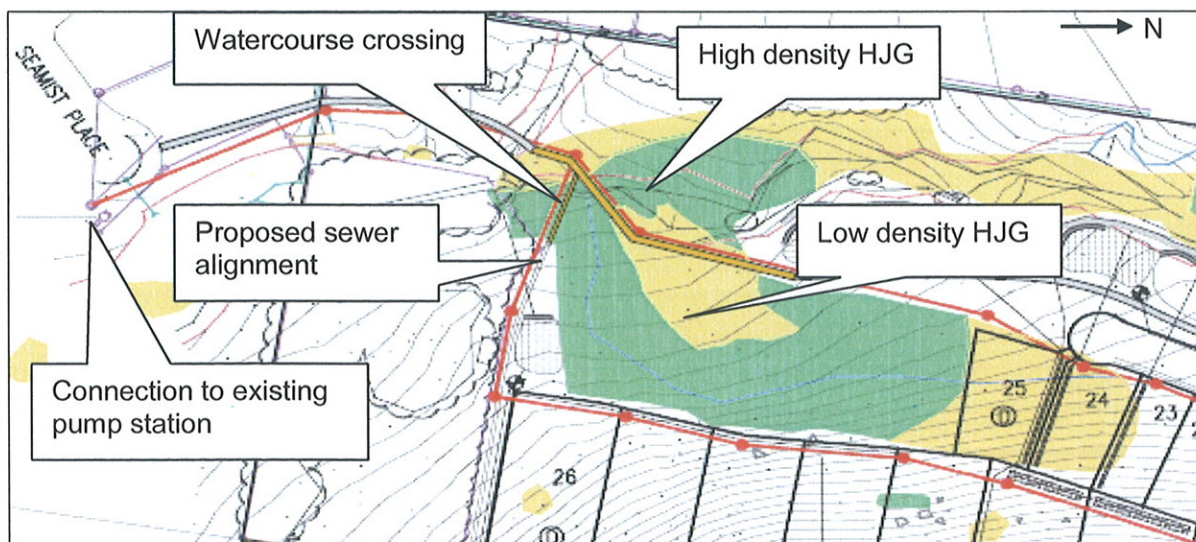 Watercourse crossing
High density HJG
N
SEAMIST PLACE
Proposed sewer
alignment
Low density HJG
Connection to existing
pump station
25
24
23
26